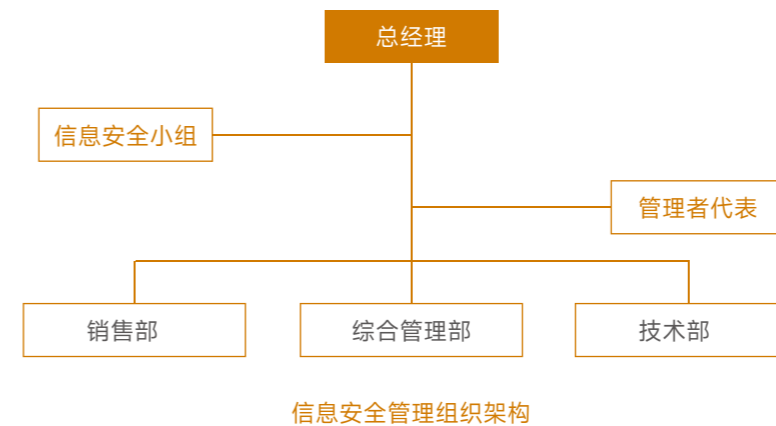 总经理
信息安全小组
管理者代表
销售部
综合管理部
技术部
信息安全管理组织架构